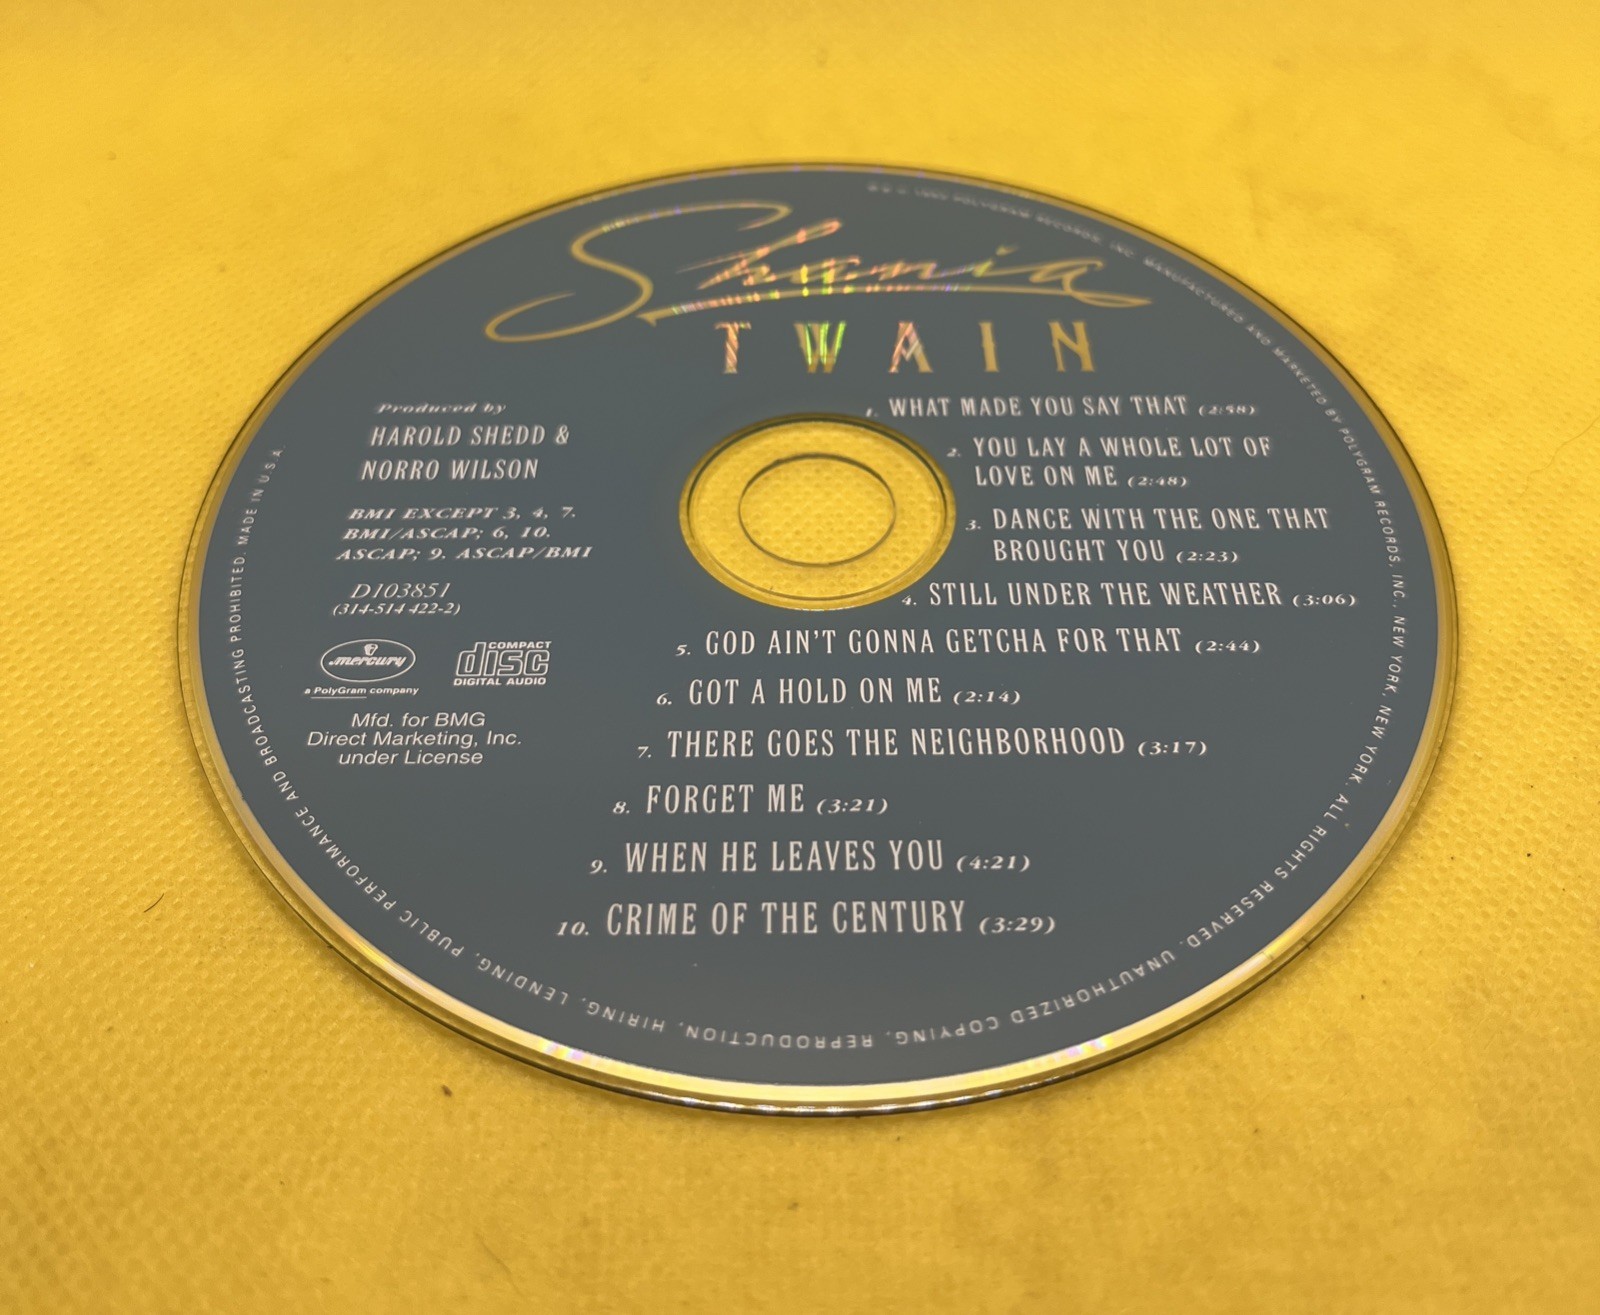 Shania
TWAIN
Produced by
HAROLD SHEDD &
NORRO WILSON
BMI EXCEPT 3, 4, 7.
BMI/ASCAP; 6, 10.
ASCAP; 9. ASCAP/BMI
D103851
(314-514 422-2)
mercury
a PolyGram company
COMPACT
disc
DIGITAL AUDIO
Mfd. for BMG
Direct Marketing, Inc.
under License
1. WHAT MADE YOU SAY THAT (2:58)
2. YOU LAY A WHOLE LOT OF
LOVE ON ME (2:48)
3. DANCE WITH THE ONE THAT
BROUGHT YOU (2:23)
4. STILL UNDER THE WEATHER (3:06)
5. GOD AIN'T GONNA GETCHA FOR THAT (2:44)
6. GOT A HOLD ON ME (2:14)
7. THERE GOES THE NEIGHBORHOOD (3:17)
8. FORGET ME (3:21)
9. WHEN HE LEAVES YOU (4:21)
10. CRIME OF THE CENTURY (3:29)
POLYGRAM RECORDS, INC. MANUFACTURED AND MARKETED BY POLYGRAM RECORDS, INC., NEW YORK, NEW YORK. ALL RIGHTS RESERVED. UNAUTHORIZED COPYING, REPRODUCTION, HIRING, LENDING, PUBLIC PERFORMANCE AND BROADCASTING PROHIBITED. MADE IN U.S.A.